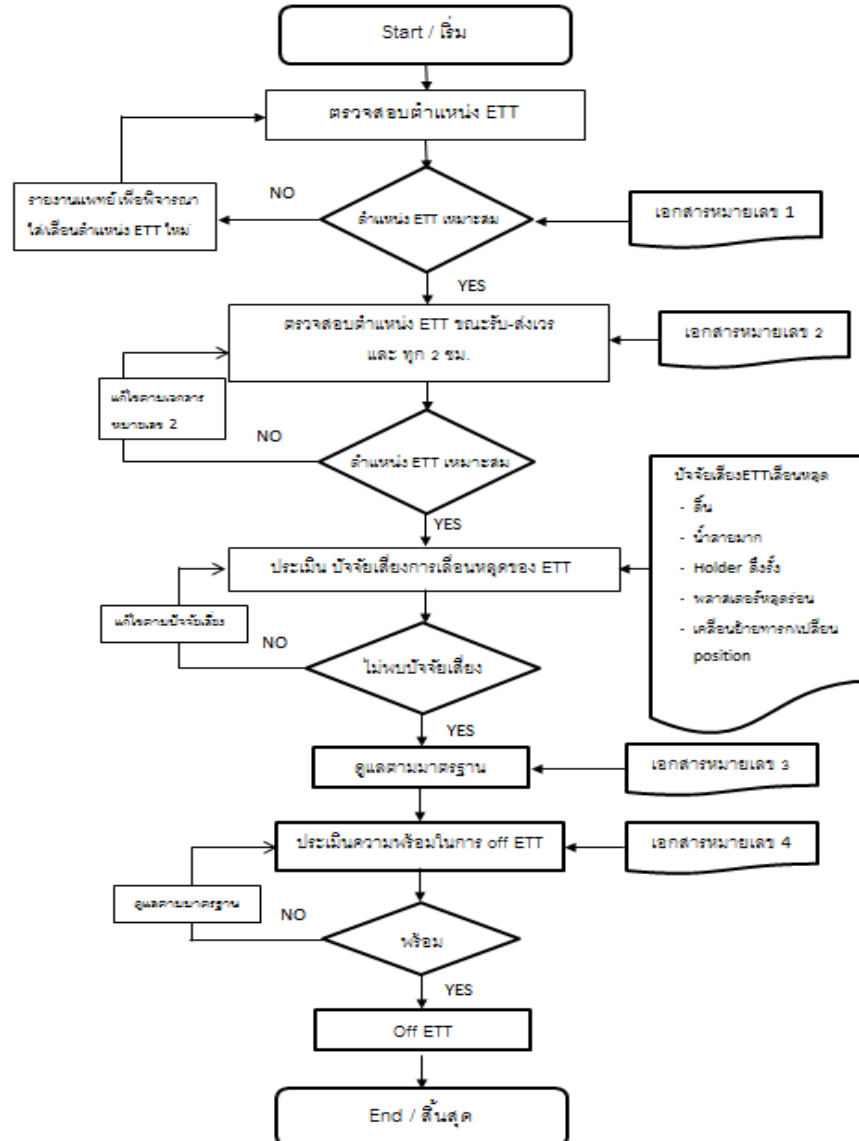 Start / เริ่ม
ตรวจสอบตำแหน่ง ETT
NO
รายงานแพทย์ เพื่อพิจารณา
ใส่/เลื่อนตำแหน่ง ETT ใหม่
ตำแหน่ง ETT เหมาะสม
เอกสารหมายเลข 1
YES
ตรวจสอบตำแหน่ง ETT ขณะรับ-ส่งเวร
และ ทุก 2 ชม.
เอกสารหมายเลข 2
แก้ไขตามเอกสาร
หมายเลข 2
NO
ตำแหน่ง ETT เหมาะสม
YES
ปัจจัยเสี่ยงETTเลื่อนหลุด
- ดิ้น
- น้ำลายมาก
- Holder ดึงรั้ง
- พลาสเตอร์หลุดร่อน
- เคลื่อนย้ายทารก/เปลี่ยน
position
ประเมิน ปัจจัยเสี่ยงการเลื่อนหลุดของ ETT
แก้ไขตามปัจจัยเสี่ยง
NO
ไม่พบปัจจัยเสี่ยง
YES
ดูแลตามมาตรฐาน
เอกสารหมายเลข 3
ประเมินความพร้อมในการ off ETT
เอกสารหมายเลข 4
ดูแลตามมาตรฐาน
NO
พร้อม
YES
Off ETT
End / สิ้นสุด